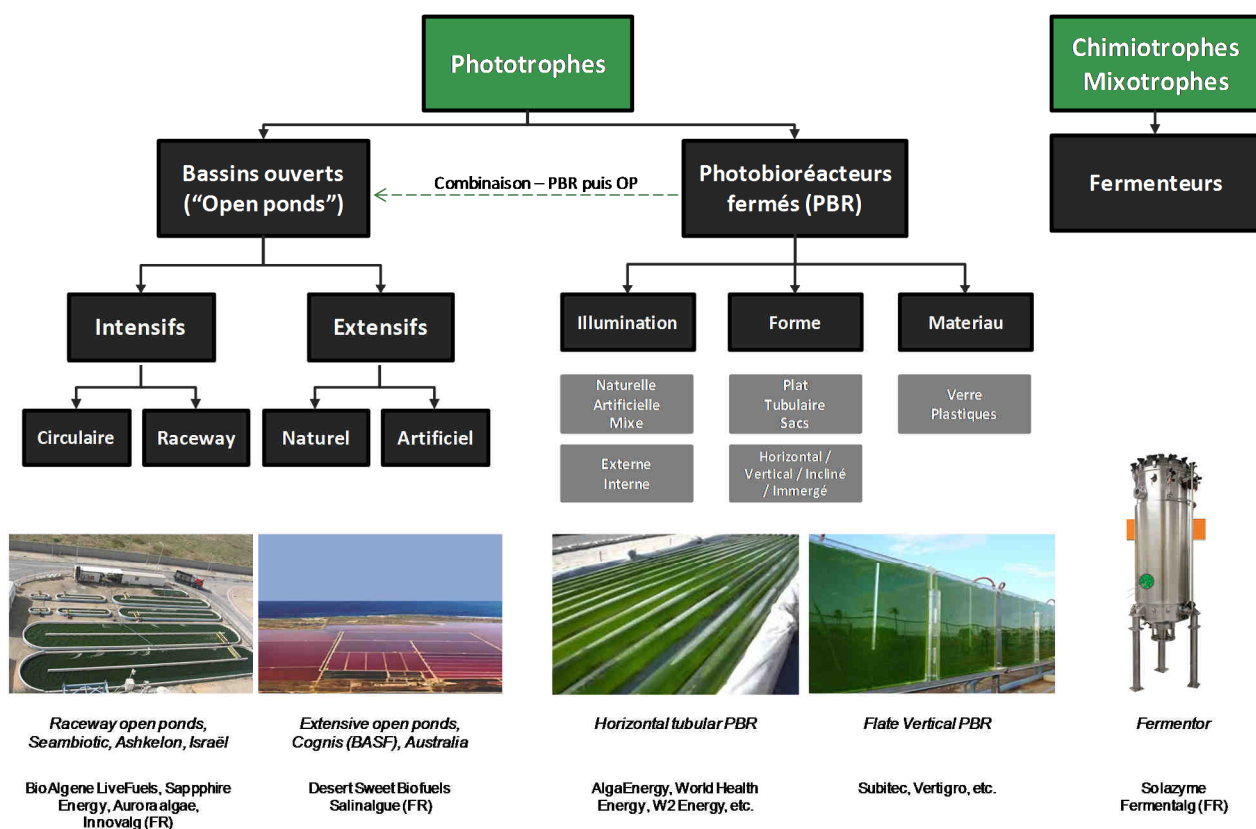 Phototrophes
Chimiotrophes
Mixotrophes
Bassins ouverts
(“Open ponds”)
Combinaison – PBR puis OP
Photobioréacteurs
fermés (PBR)
Fermenteurs
Intensifs
Extensifs
Illumination
Forme
Materiau
Circulaire
Raceway
Naturel
Artificiel
Naturelle
Artificielle
Mixe
Plat
Tubulaire
Sacs
Verre
Plastiques
Externe
Interne
Horizontal /
Vertical / Incliné
/ Immergé
Raceway open ponds,
Seambiotic, Ashkelon, Israël
Extensive open ponds,
Cognis (BASF), Australia
Horizontal tubular PBR
Flate Vertical PBR
Fermentor
BioAlgene LiveFuels, Sappphire
Energy, Aurora algae,
Innovalg (FR)
Desert Sweet Biofuels
Salinalgue (FR)
AlgaEnergy, World Health
Energy, W2 Energy, etc.
Subitec, Vertigro, etc.
Solazyme
Fermentalg (FR)